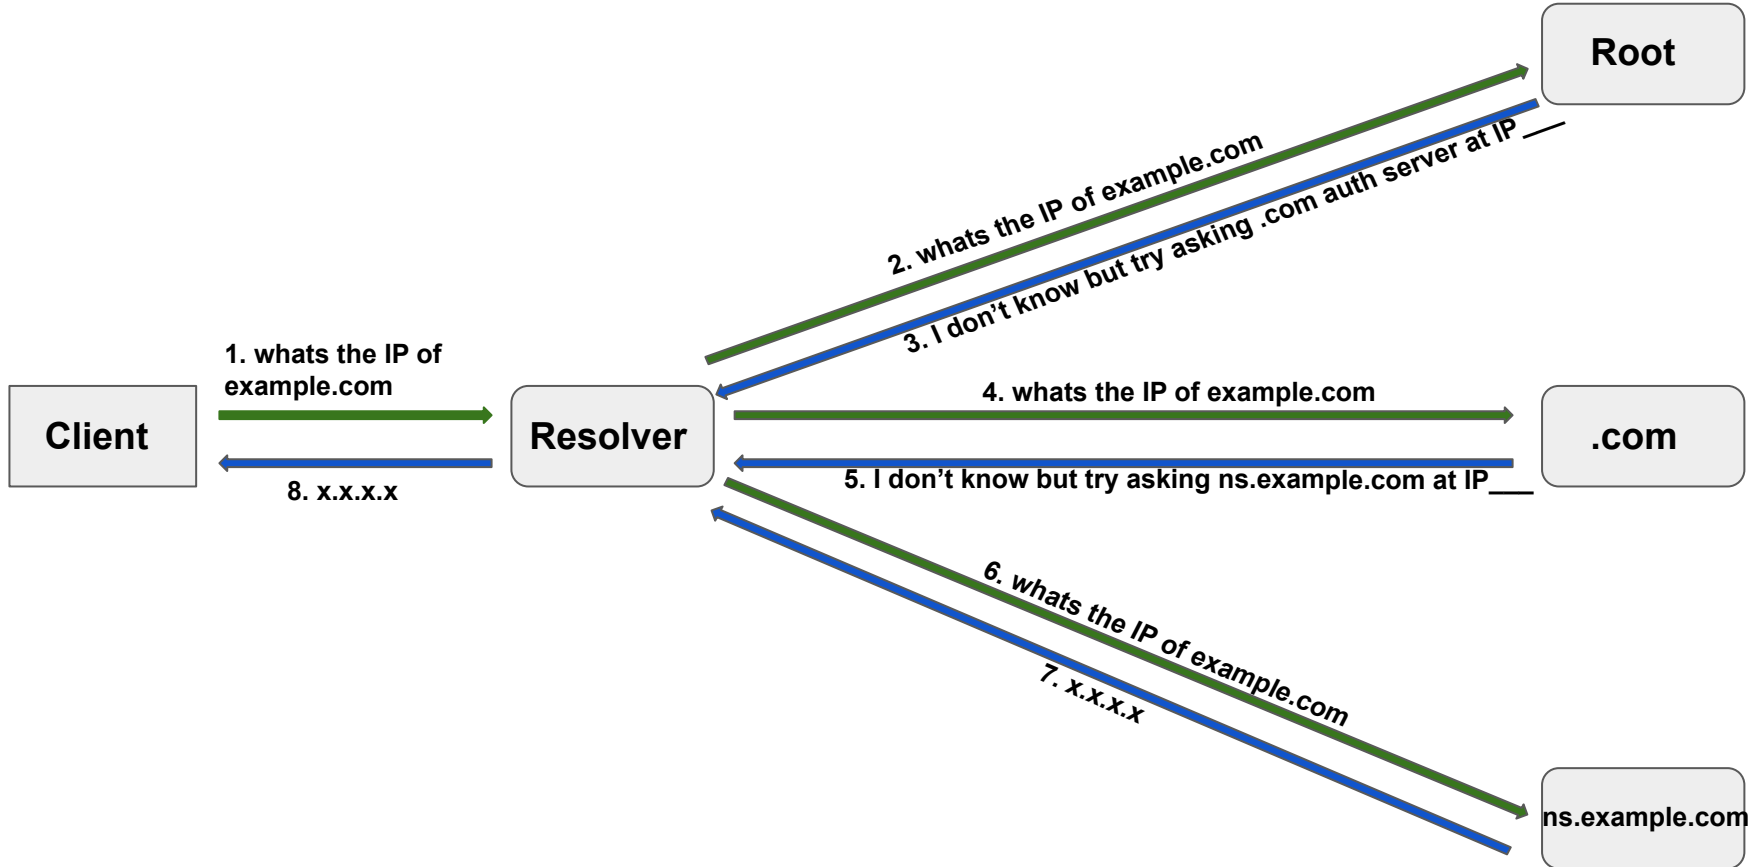 Root
2. whats the IP of example.com
3. I don't know but try asking .com auth server at IP ___
1. whats the IP of
example.com
4. whats the IP of example.com
Client
Resolver
.com
8. x.x.x.x
5. I don't know but try asking ns.example.com at IP___
6. whats the IP of example.com
7. x.x.x.x
ns.example.com